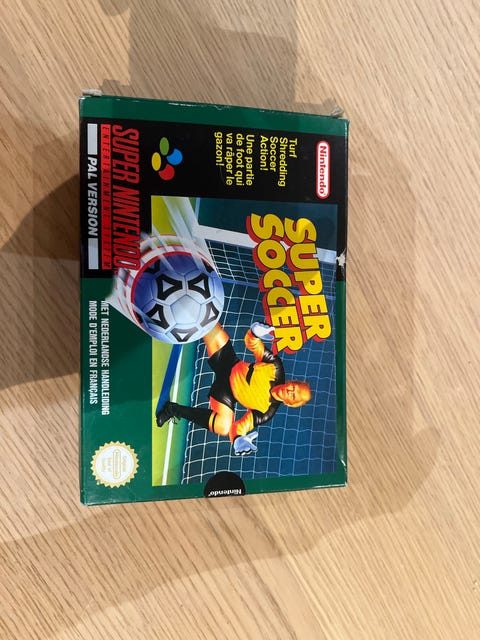 Nintendo
Turf
Shredding
Soccer
Action!
Une partie
de foot qui
va râper le
gazon!
SUPER NINTENDO
ENTERTAINMENT SYSTEM
PAL VERSION
SUPER
SOCCER
MET NEDERLANDSE HANDLEIDING
MODE D'EMPLOI EN FRANÇAIS
Nintendo
Nintendo